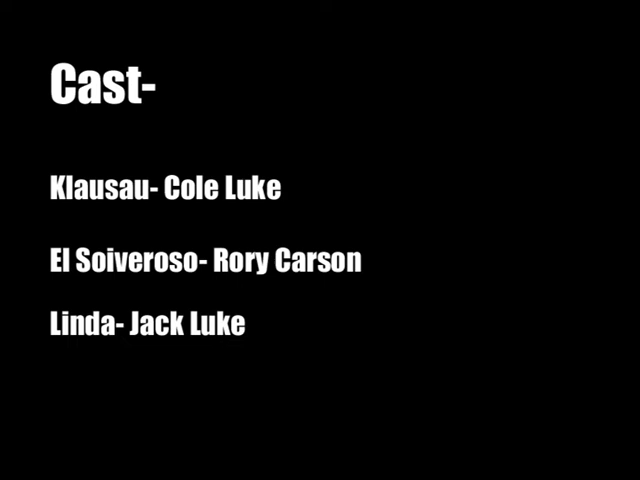 Cast-
Klausau- Cole Luke
El Soiveroso- Rory Carson
Linda- Jack Luke